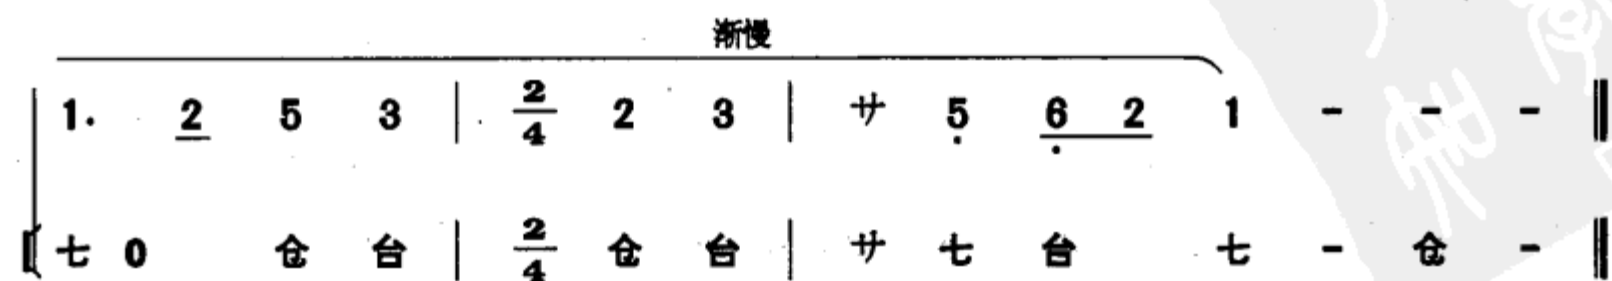 渐慢
1. 2 5 3 | 2/4 2 3 | サ 5 6 2 1 - - - ‖
七 0 仓 台 | 2/4 仓 台 | サ 七 台 七 - 仓 - ‖